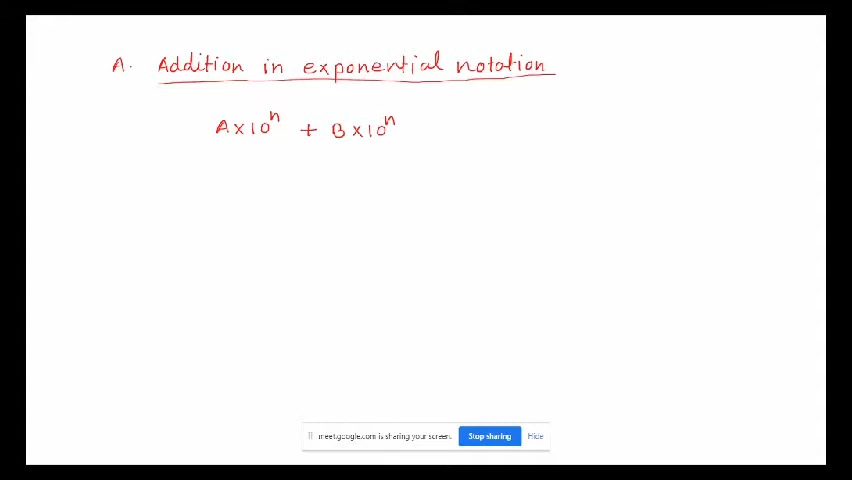 A. Addition in exponential notation
A×10ⁿ + B×10ⁿ
meet.google.com is sharing your screen. Stop sharing Hide